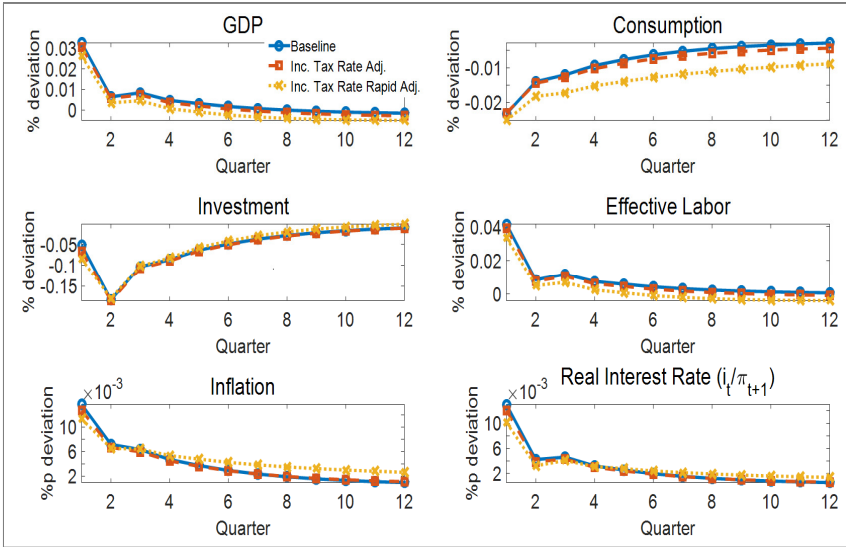 GDP
% deviation
0.03
0.02
0.01
0
2
4
6
8
10
12
Quarter
Baseline
Inc. Tax Rate Adj.
Inc. Tax Rate Rapid Adj.
Consumption
% deviation
-0.01
-0.02
2
4
6
8
10
12
Quarter
Investment
% deviation
-0.05
-0.1
-0.15
2
4
6
8
10
12
Quarter
Effective Labor
% deviation
0.04
0.02
0
2
4
6
8
10
12
Quarter
Inflation
×10⁻³
%p deviation
10
6
2
2
4
6
8
10
12
Quarter
Real Interest Rate (iₜ/πₜ₊₁)
×10⁻³
%p deviation
10
6
2
2
4
6
8
10
12
Quarter